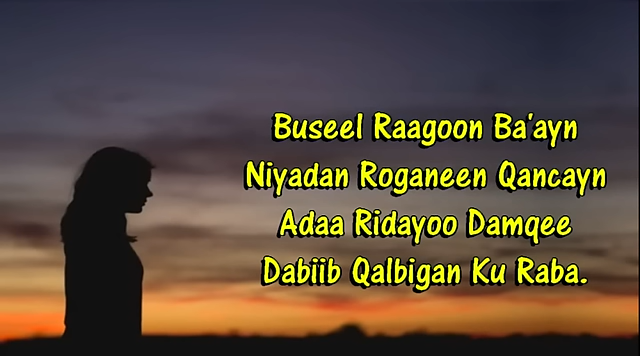 Buseel Raagoon Ba'ayn
Niyadan Roganeen Qancayn
Adaa Ridayoo Damqee
Dabiib Qalbigan Ku Raba.